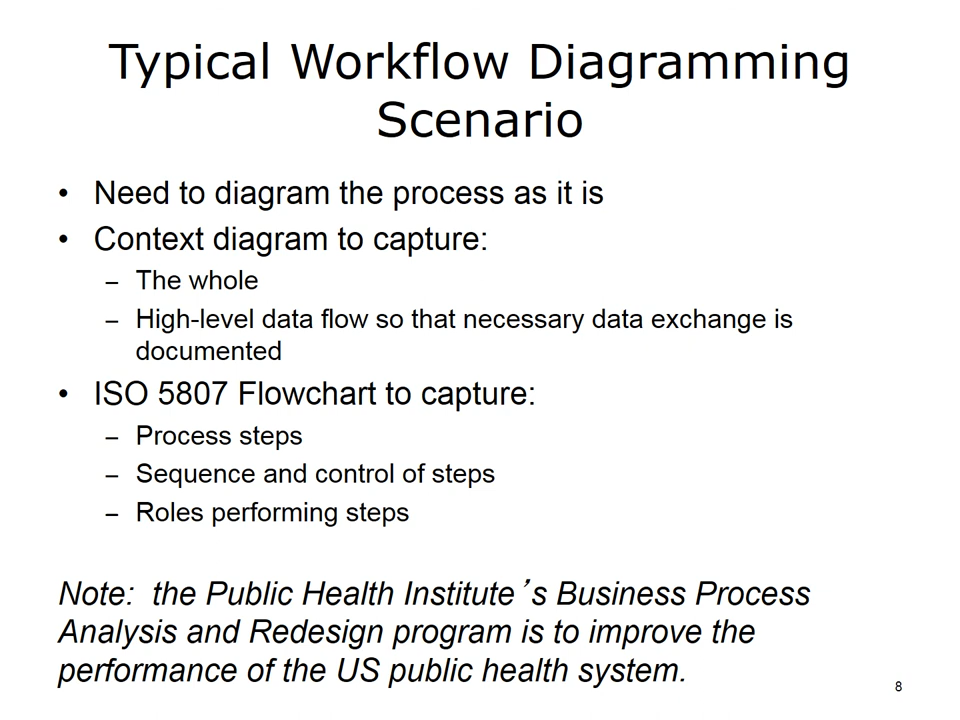 Typical Workflow Diagramming
Scenario
• Need to diagram the process as it is
• Context diagram to capture:
– The whole
– High-level data flow so that necessary data exchange is
documented
• ISO 5807 Flowchart to capture:
– Process steps
– Sequence and control of steps
– Roles performing steps
Note:  the Public Health Institute’s Business Process
Analysis and Redesign program is to improve the
performance of the US public health system.
8